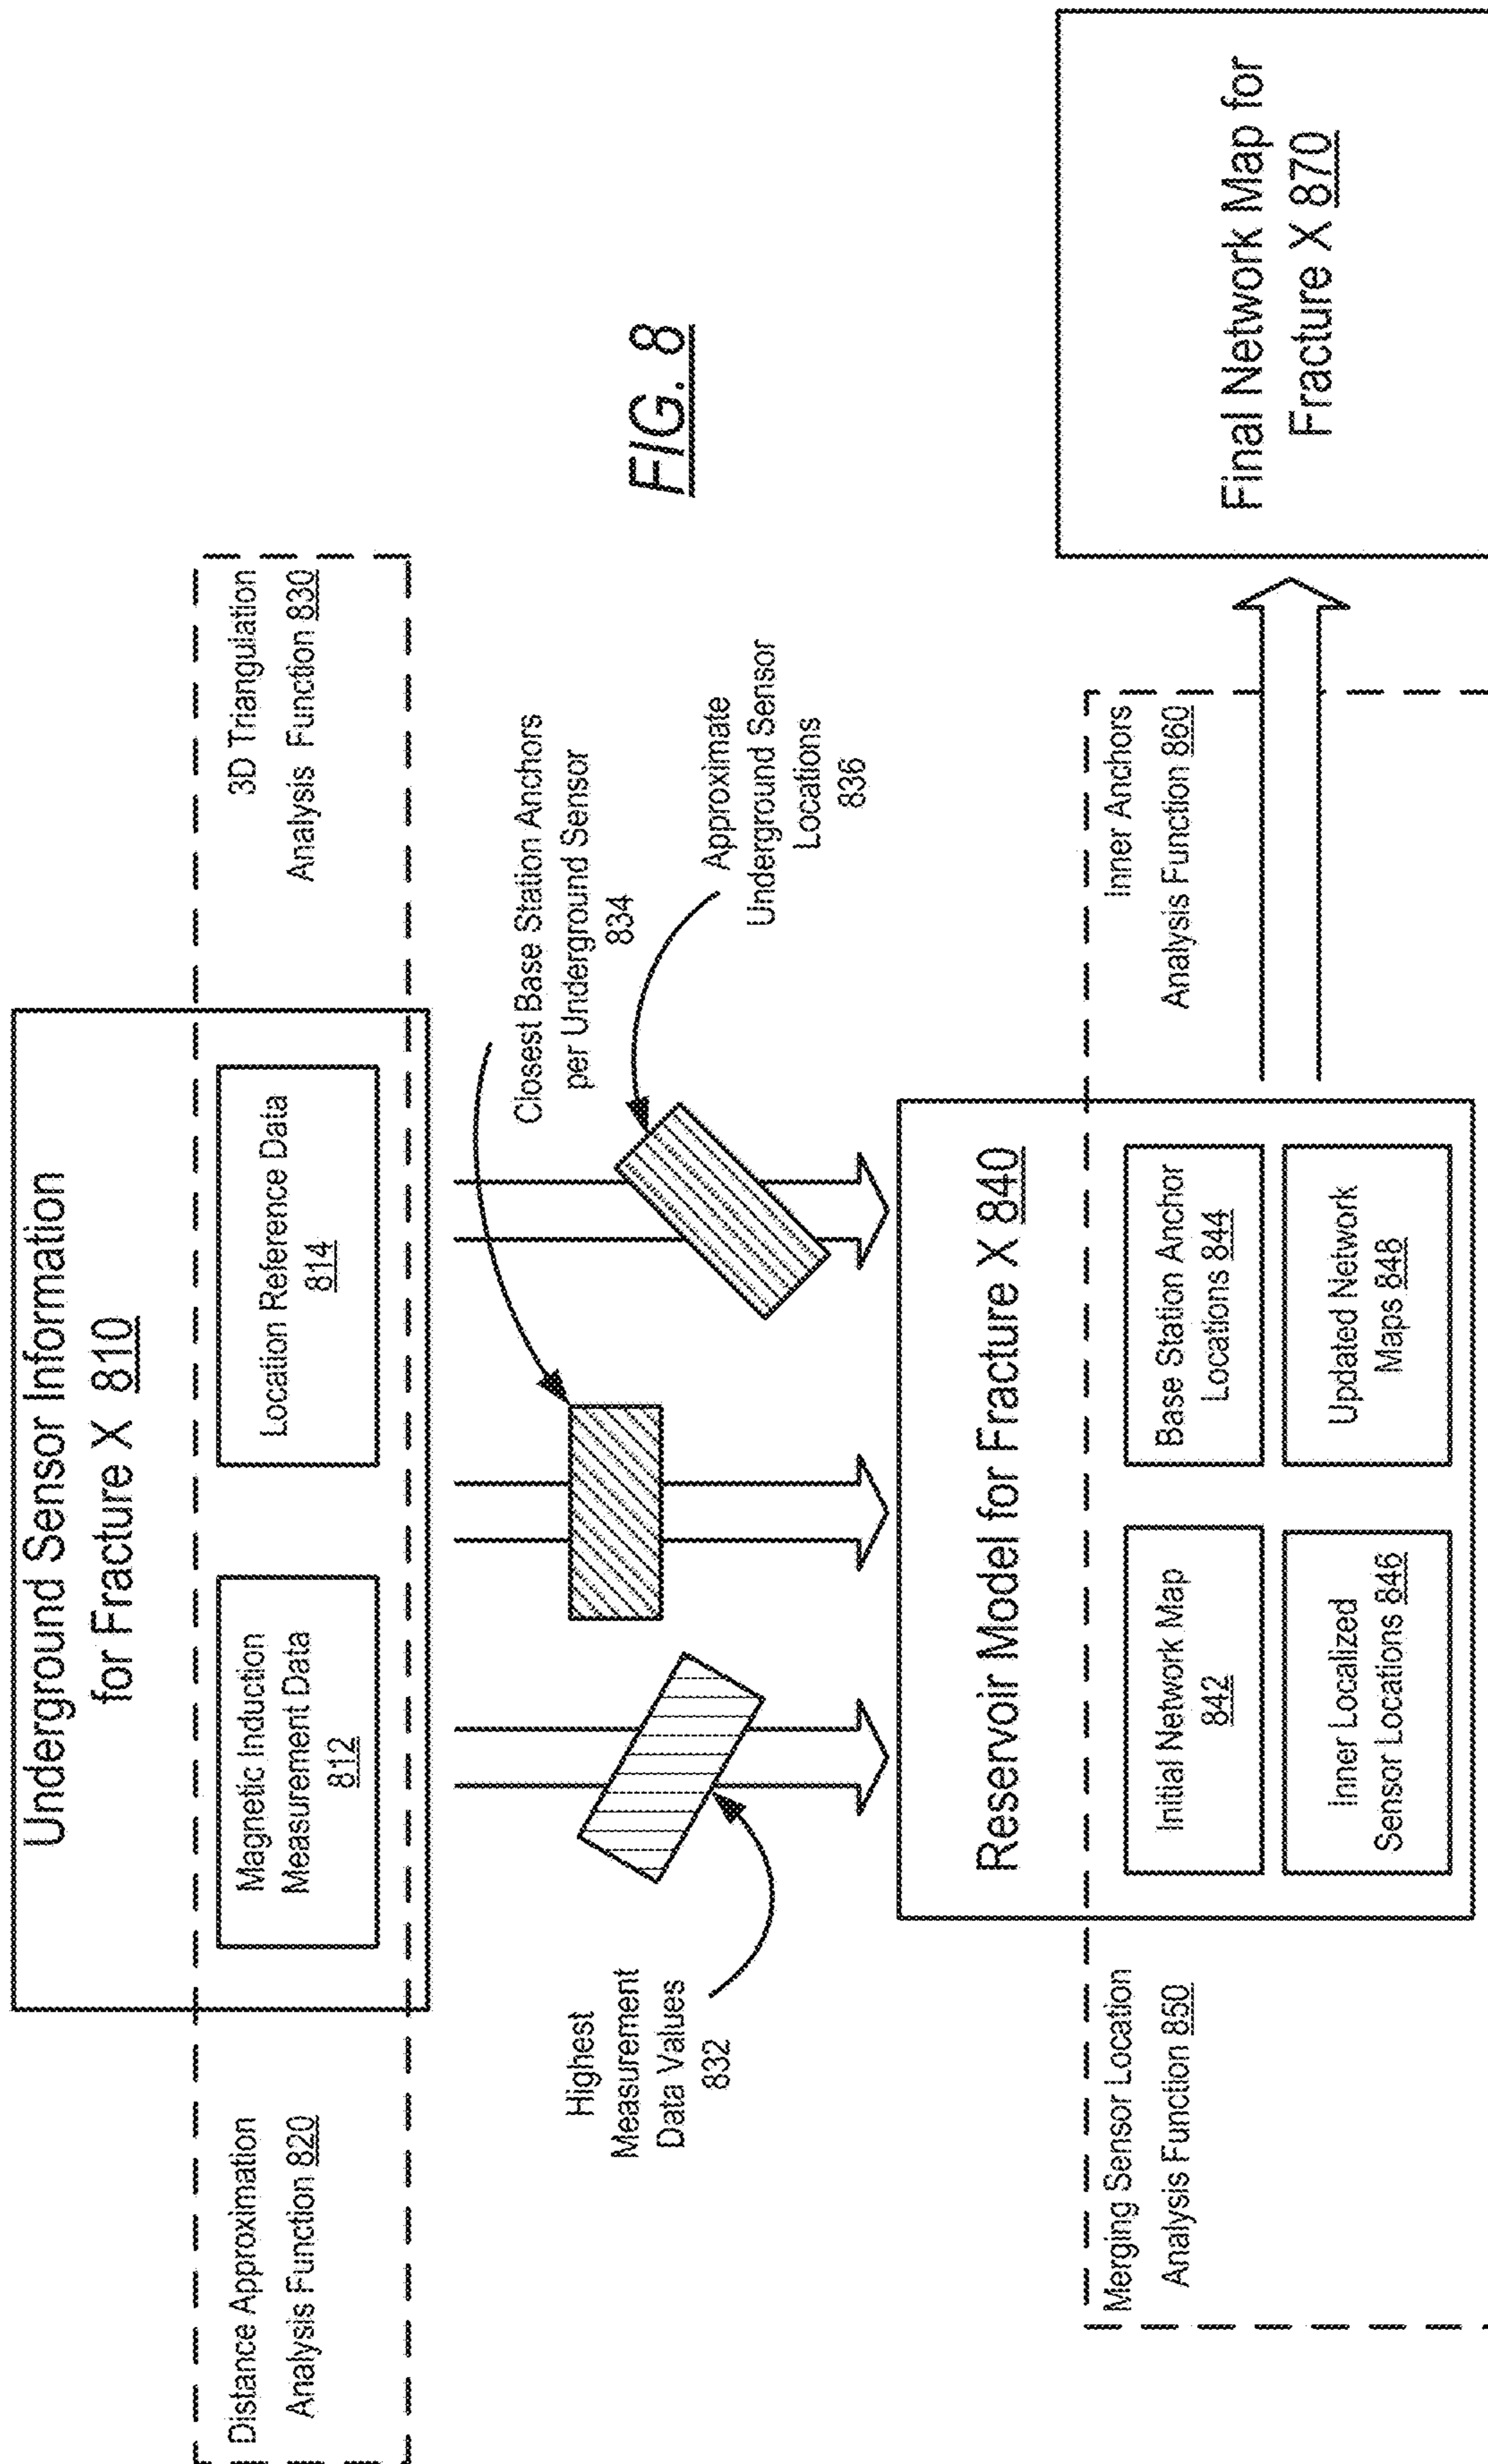 Underground Sensor Information
for Fracture X 810
Distance Approximation
Analysis Function 820
Magnetic Induction
Measurement Data
812
Location Reference Data
814
3D Triangulation
Analysis Function 830
Highest
Measurement
Data Values
832
Closest Base Station Anchors
per Underground Sensor
834
Approximate
Underground Sensor
Locations
836
FIG. 8
Reservoir Model for Fracture X 840
Merging Sensor Location
Analysis Function 850
Initial Network Map
842
Base Station Anchor
Locations 844
Inner Localized
Sensor Locations 846
Updated Network
Maps 848
Inner Anchors
Analysis Function 860
Final Network Map for
Fracture X 870